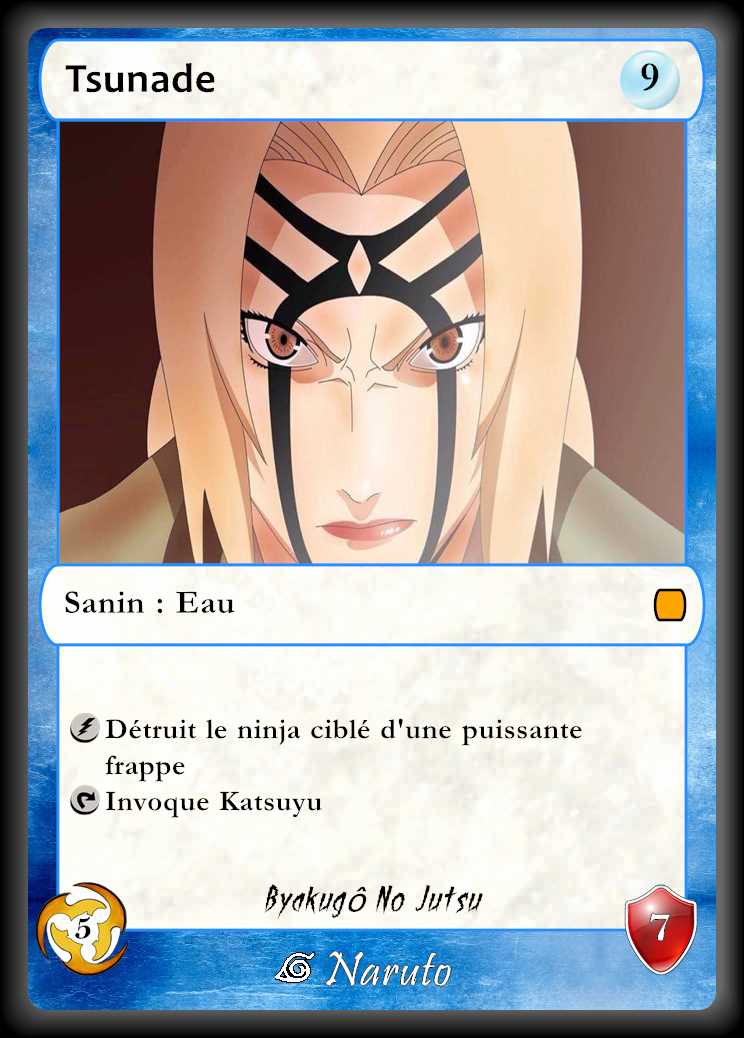 Tsunade
9
Sanin : Eau
Détruit le ninja ciblé d'une puissante
frappe
Invoque Katsuyu
Byakugô No Jutsu
5
7
Naruto